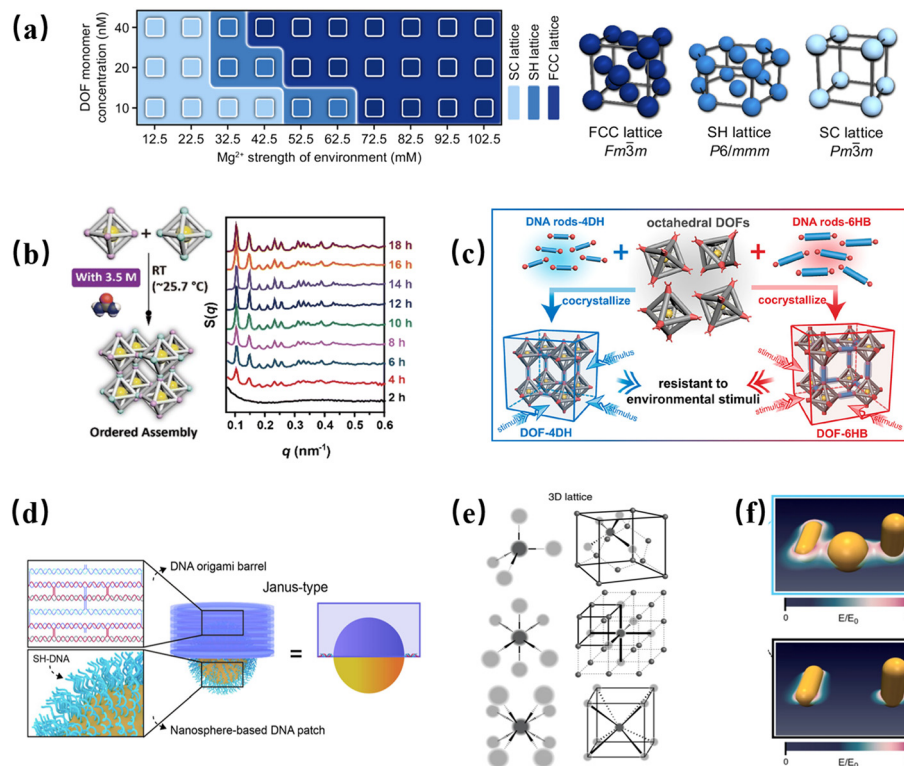 (a)
DOF monomer
concentration (nM)
40
20
10
12.5 22.5 32.5 42.5 52.5 62.5 72.5 82.5 92.5 102.5
Mg²⁺ strength of environment (mM)
SC lattice
SH lattice
FCC lattice
FCC lattice
Fm3̅m
SH lattice
P6/mmm
SC lattice
Pm3̅m
(b)
+
With 3.5 M
RT
(~25.7 °C)
Ordered Assembly
S(q)
18 h
16 h
14 h
12 h
10 h
8 h
6 h
4 h
2 h
0.1 0.2 0.3 0.4 0.5 0.6
q (nm⁻¹)
(c)
DNA rods-4DH
octahedral DOFs
DNA rods-6HB
+ +
cocrystallize
cocrystallize
stimulus
stimulus
stimulus
resistant to
environmental stimuli
stimulus
stimulus
stimulus
DOF-4DH
DOF-6HB
(d)
DNA origami barrel
Janus-type
=
SH-DNA
Nanosphere-based DNA patch
(e)
3D lattice
(f)
0
E/E₀
0
E/E₀